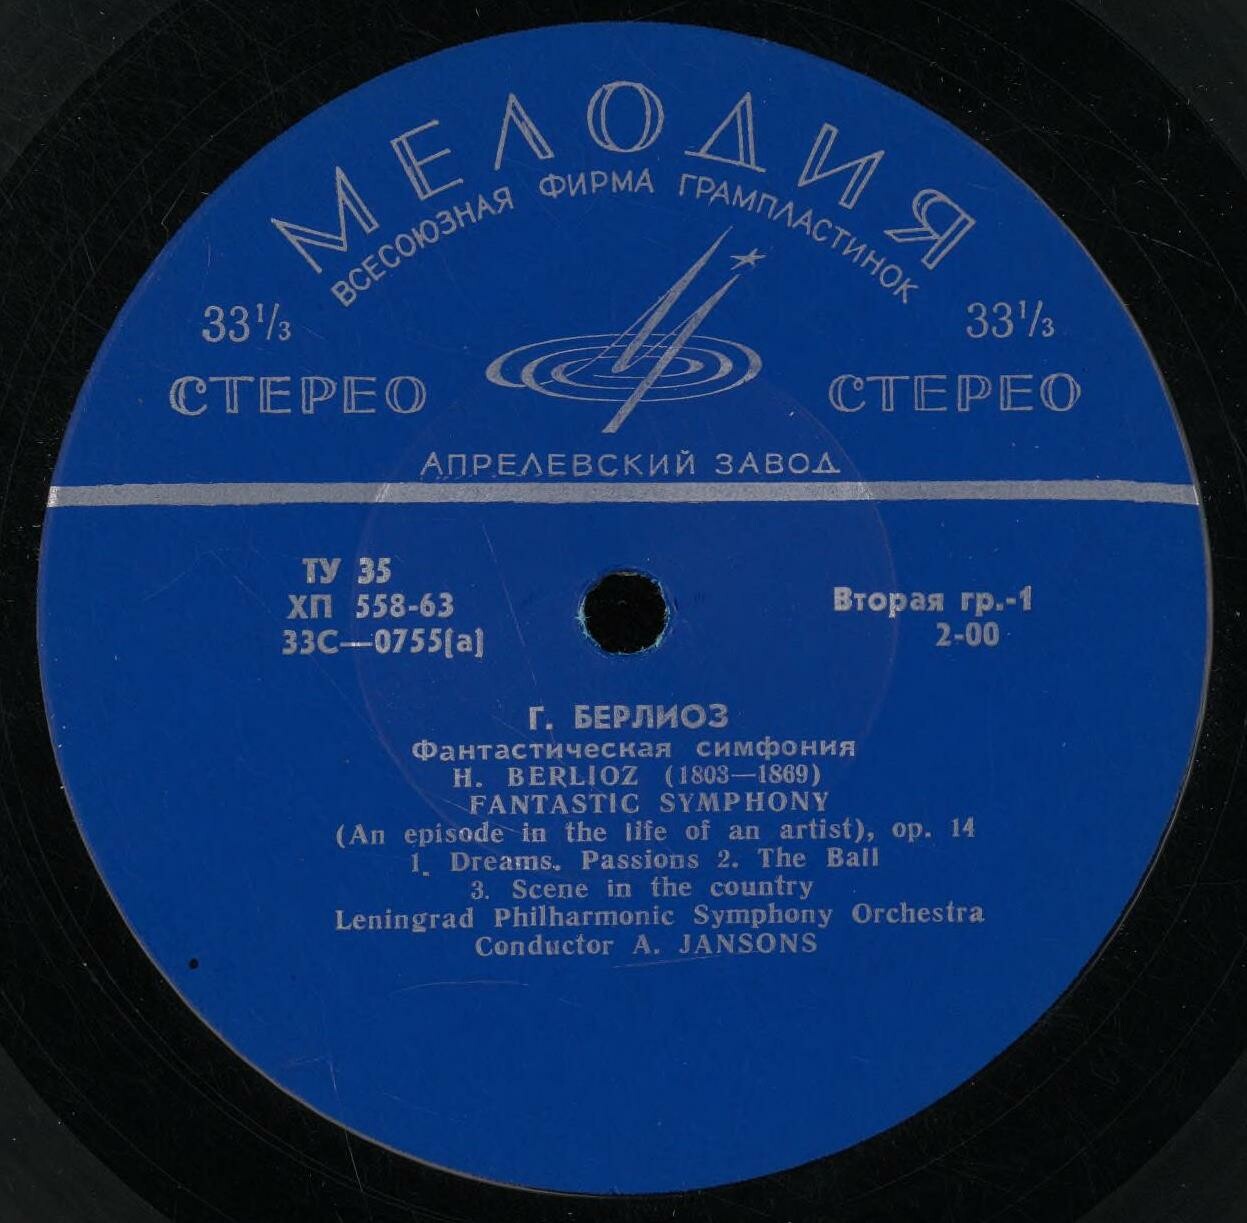 МЕЛОДИЯ
ВСЕСОЮЗНАЯ ФИРМА ГРАМПЛАСТИНОК
33⅓ 33⅓
СТЕРЕО СТЕРЕО
АПРЕЛЕВСКИЙ ЗАВОД
ТУ 35
ХП 558-63
33С—0755(а)
Вторая гр.-1
2-00
Г. БЕРЛИОЗ
Фантастическая симфония
H. BERLIOZ (1803—1869)
FANTASTIC SYMPHONY
(An episode in the life of an artist), op. 14
1. Dreams. Passions 2. The Ball
3. Scene in the country
Leningrad Philharmonic Symphony Orchestra
Conductor A. JANSONS